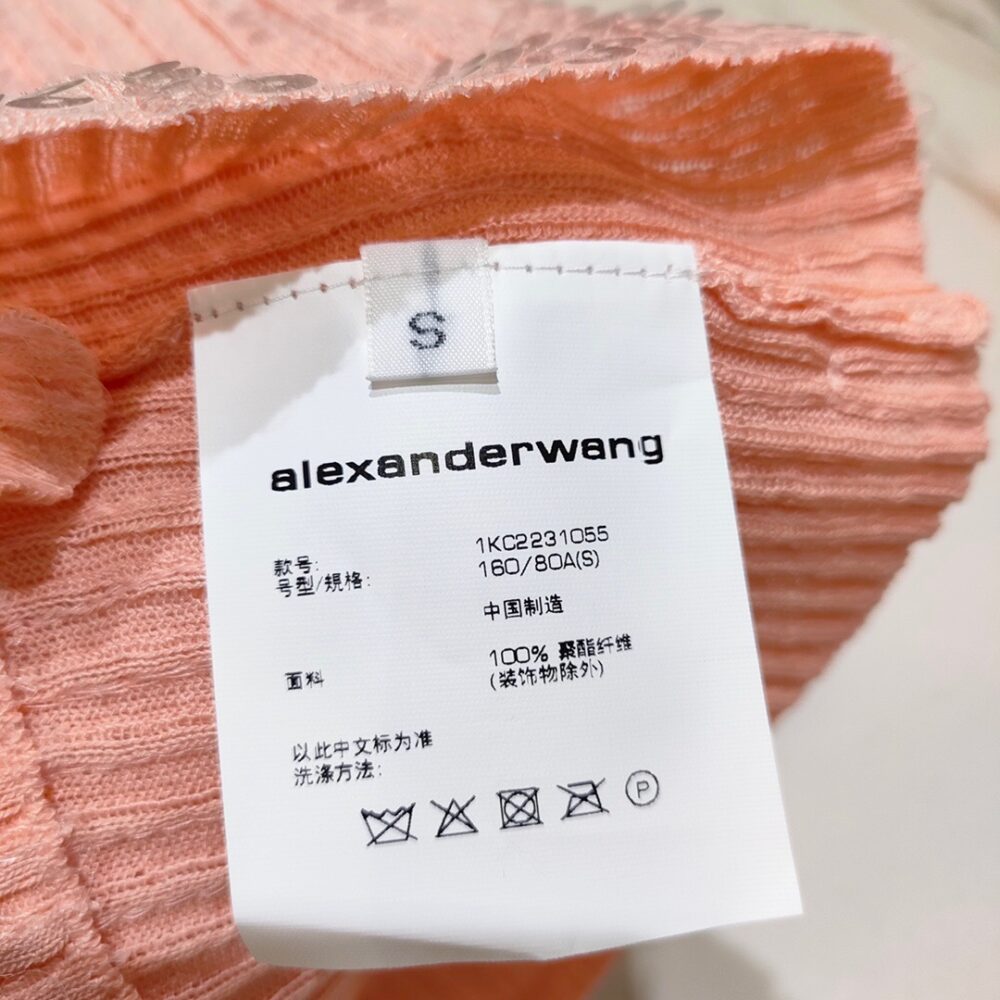 S
alexanderwang
款号: 1KC2231055
号型/規格: 160/80A(S)
中国制造
面料 100% 聚酯纤维
(装饰物除外)
以此中文标为准
洗涤方法:
P